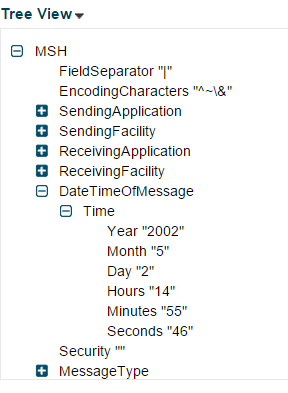 Tree View
MSH
FieldSeparator "|"
EncodingCharacters "^~\&"
SendingApplication
SendingFacility
ReceivingApplication
ReceivingFacility
DateTimeOfMessage
Time
Year "2002"
Month "5"
Day "2"
Hours "14"
Minutes "55"
Seconds "46"
Security ""
MessageType